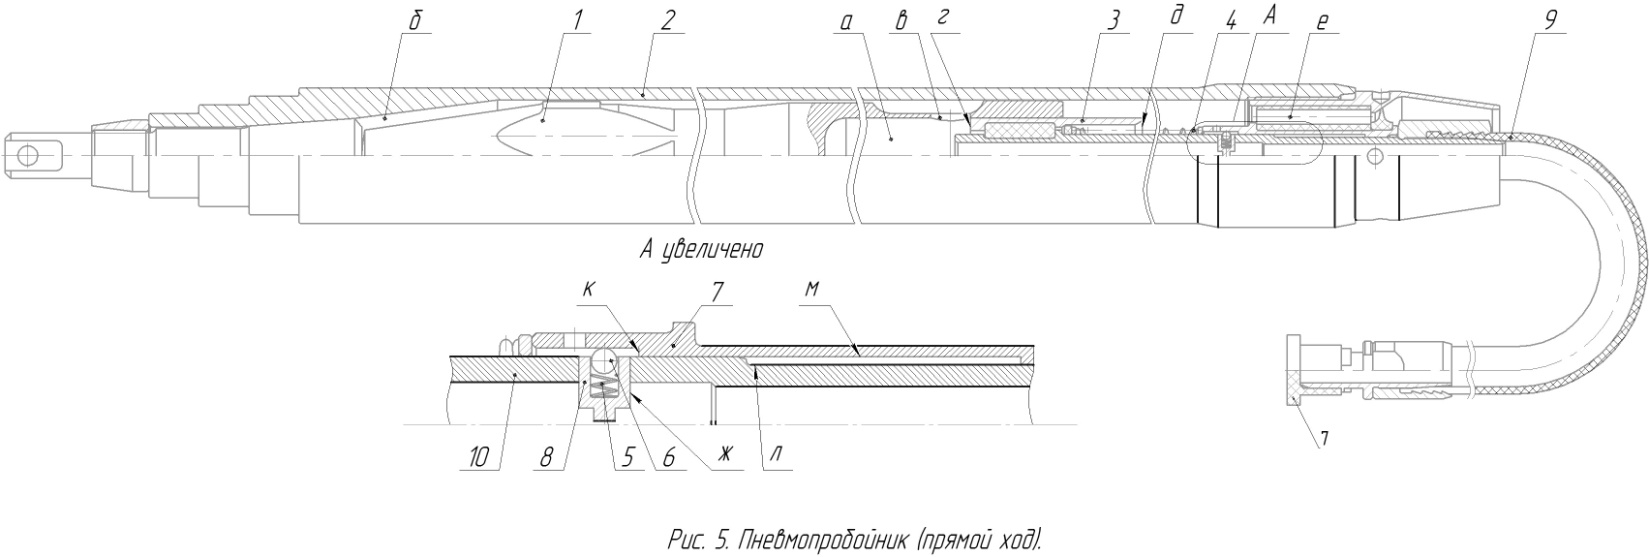 б 1 2 а в г 3 д 4 А е 9
А увеличено
к 7 м
10 8 5 6 ж л 7
Рис. 5. Пневмопробойник (прямой ход).